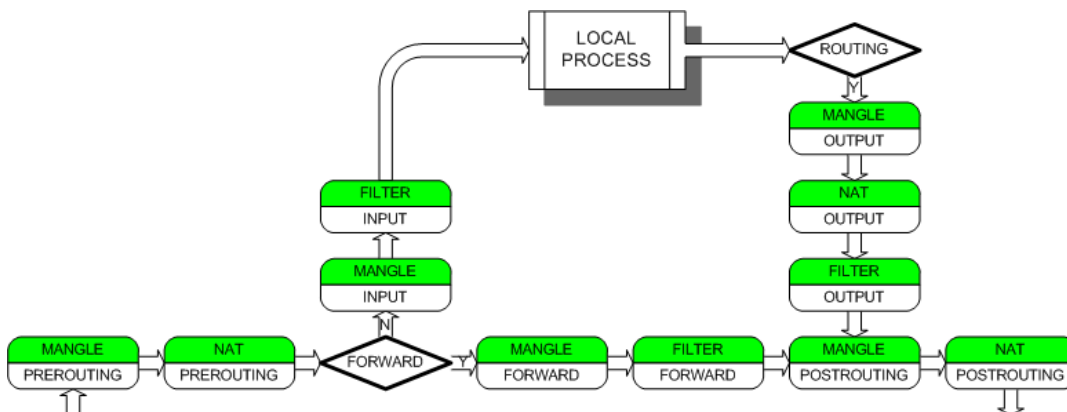 LOCAL
PROCESS
ROUTING
Y
MANGLE
OUTPUT
FILTER
INPUT
NAT
OUTPUT
MANGLE
INPUT
FILTER
OUTPUT
N
MANGLE
PREROUTING
NAT
PREROUTING
FORWARD
Y
MANGLE
FORWARD
FILTER
FORWARD
MANGLE
POSTROUTING
NAT
POSTROUTING